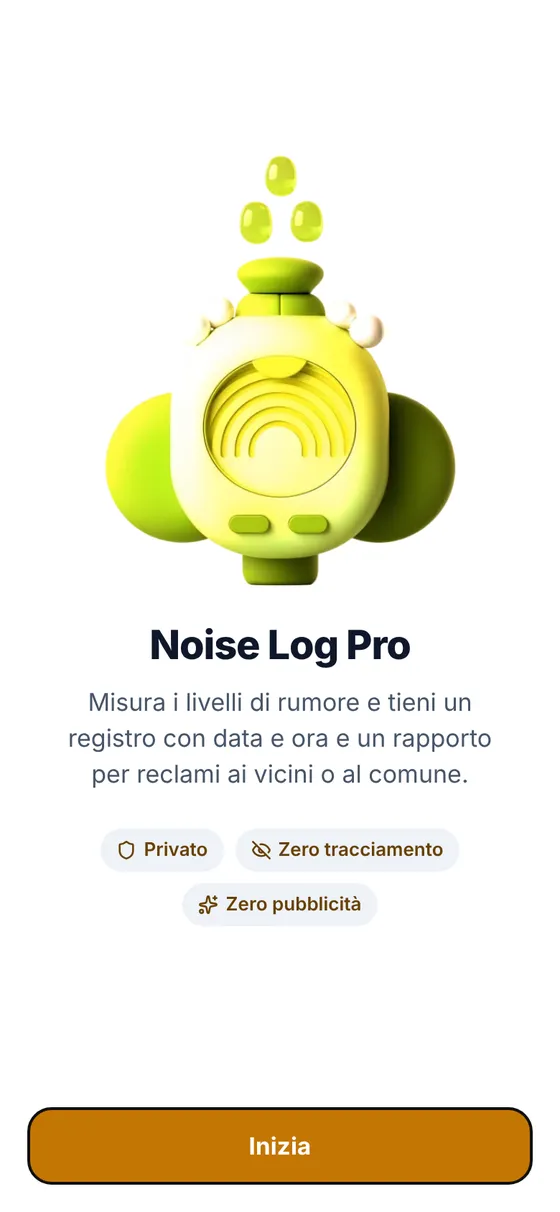 Noise Log Pro
Misura i livelli di rumore e tieni un
registro con data e ora e un rapporto
per reclami ai vicini o al comune.
Privato
Zero tracciamento
Zero pubblicità
Inizia